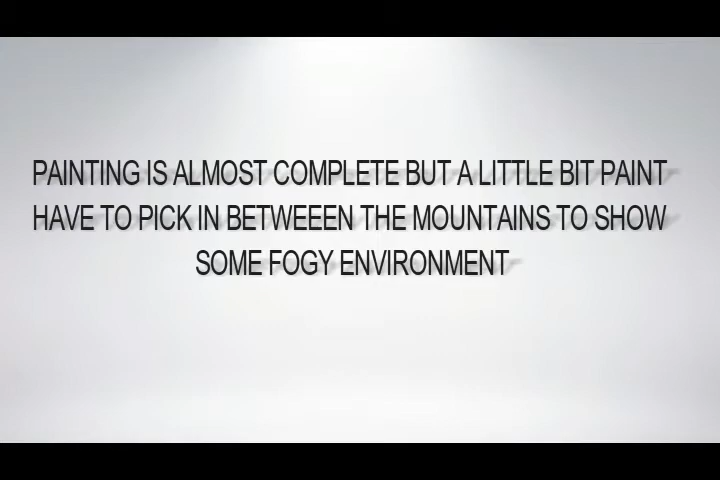 PAINTING IS ALMOST COMPLETE BUT A LITTLE BIT PAINT
HAVE TO PICK IN BETWEEEN THE MOUNTAINS TO SHOW
SOME FOGY ENVIRONMENT